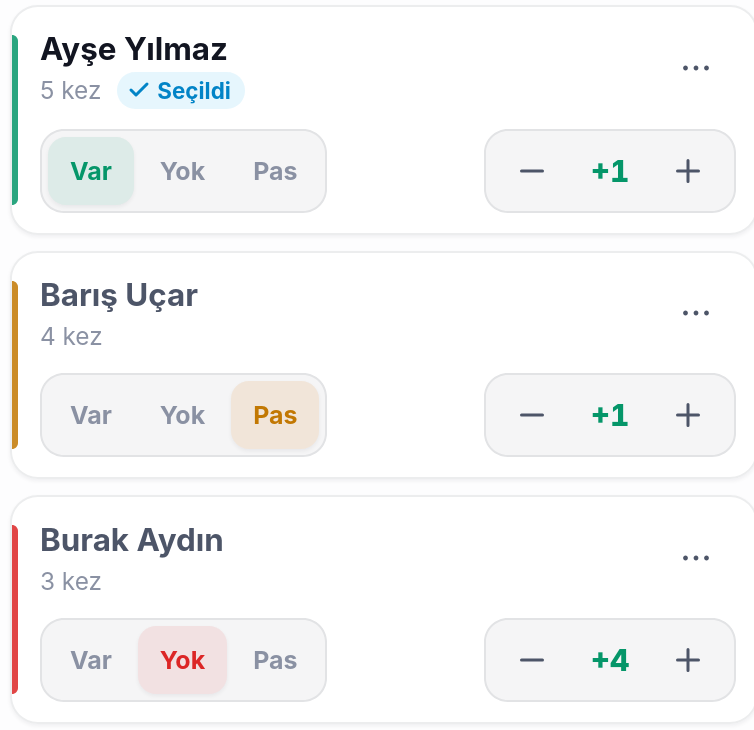 Ayşe Yılmaz
5 kez Seçildi
Var Yok Pas +1
Barış Uçar
4 kez
Var Yok Pas +1
Burak Aydın
3 kez
Var Yok Pas +4